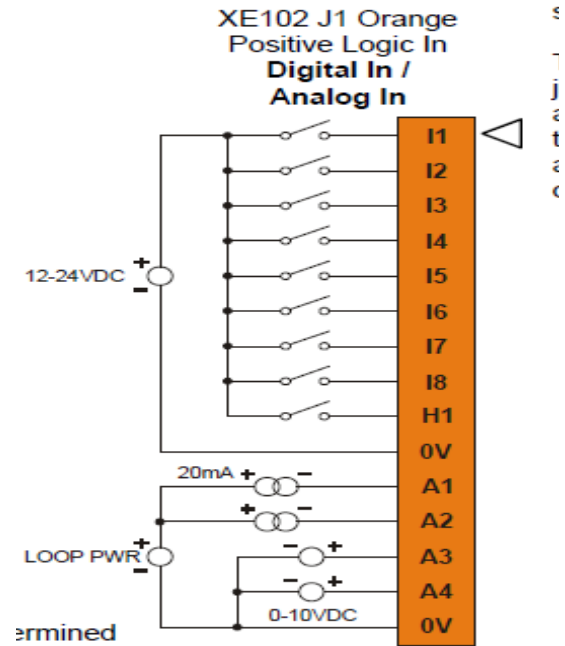 XE102 J1 Orange
Positive Logic In
Digital In /
Analog In
I1
I2
I3
I4
12-24VDC + -
I5
I6
I7
I8
H1
0V
20mA + - A1
+ - A2
LOOP PWR + -
- + A3
- + A4
0-10VDC
0V
ermined